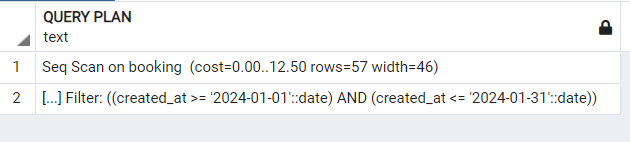 QUERY PLAN
text
1 Seq Scan on booking (cost=0.00..12.50 rows=57 width=46)
2 [...] Filter: ((created_at >= '2024-01-01'::date) AND (created_at <= '2024-01-31'::date))